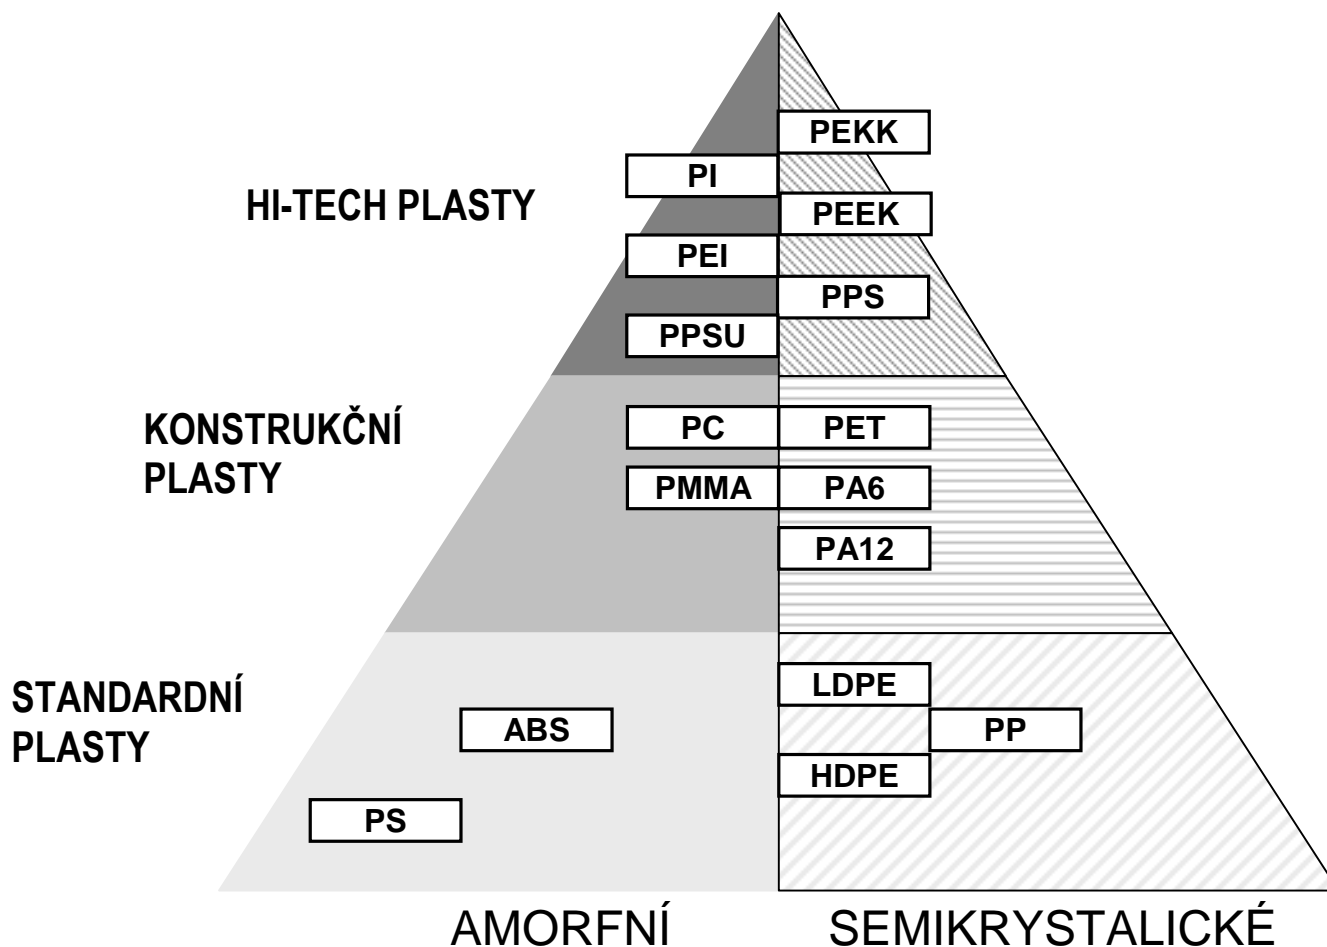 PEKK
PI
HI-TECH PLASTY
PEEK
PEI
PPS
PPSU
KONSTRUKČNÍ
PLASTY
PC
PET
PMMA
PA6
PA12
STANDARDNÍ
PLASTY
LDPE
ABS
PP
HDPE
PS
AMORFNÍ
SEMIKRYSTALICKÉ